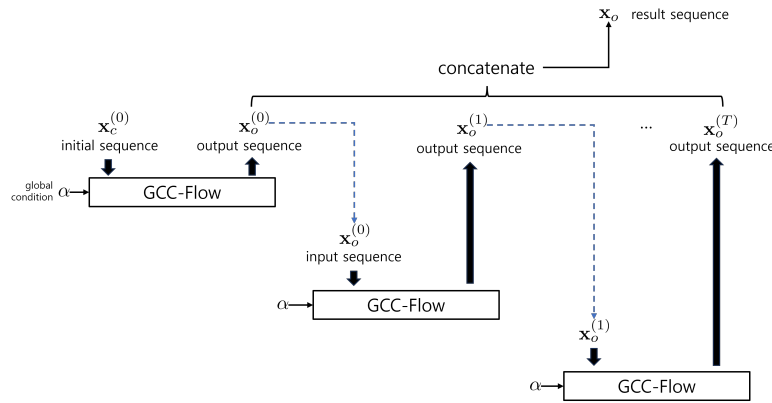 𝐱ₒ result sequence
concatenate
𝐱_c^{(0)} 𝐱_o^{(0)} 𝐱_o^{(1)} ... 𝐱_o^{(T)}
initial sequence output sequence output sequence output sequence
global
condition α GCC-Flow
𝐱_o^{(0)}
input sequence
α GCC-Flow
𝐱_o^{(1)}
α GCC-Flow